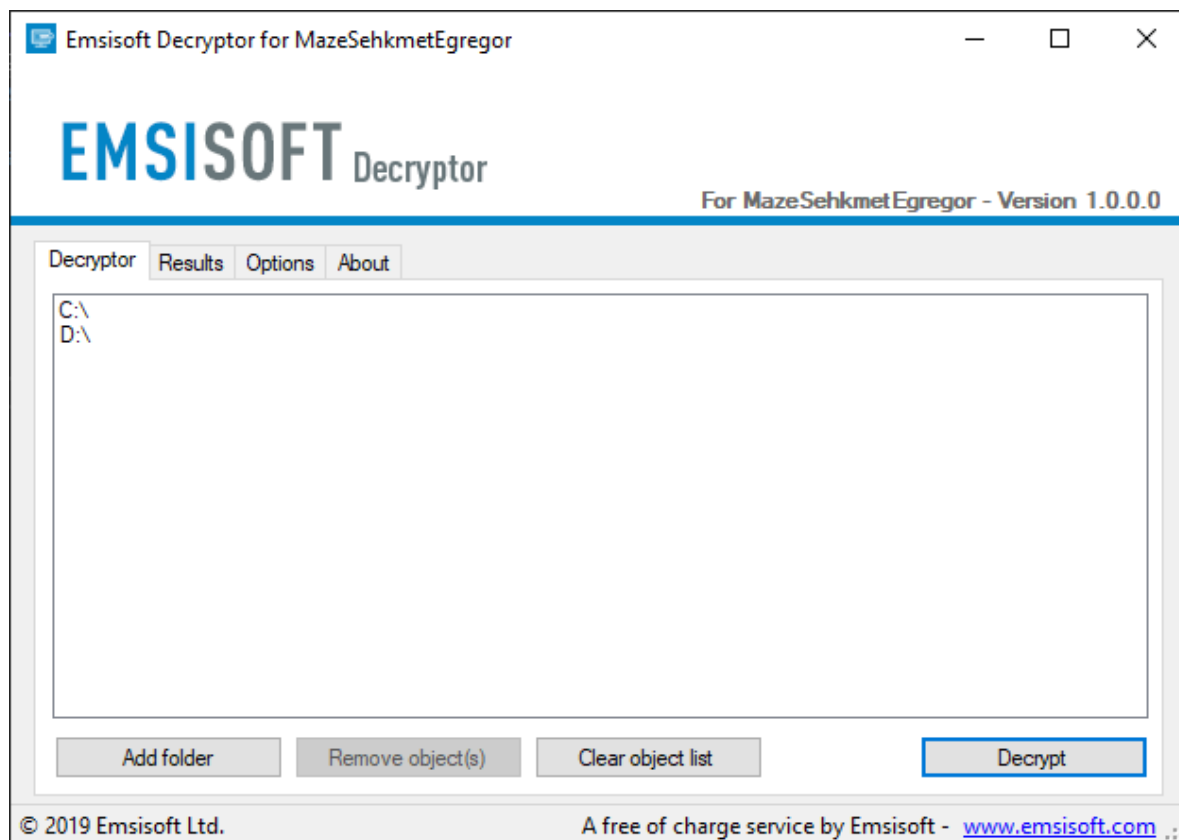 Emsisoft Decryptor for MazeSehkmetEgregor
EMSISOFT Decryptor
For MazeSehkmetEgregor - Version 1.0.0.0
Decryptor Results Options About
C:\
D:\
Add folder Remove object(s) Clear object list Decrypt
© 2019 Emsisoft Ltd. A free of charge service by Emsisoft - www.emsisoft.com